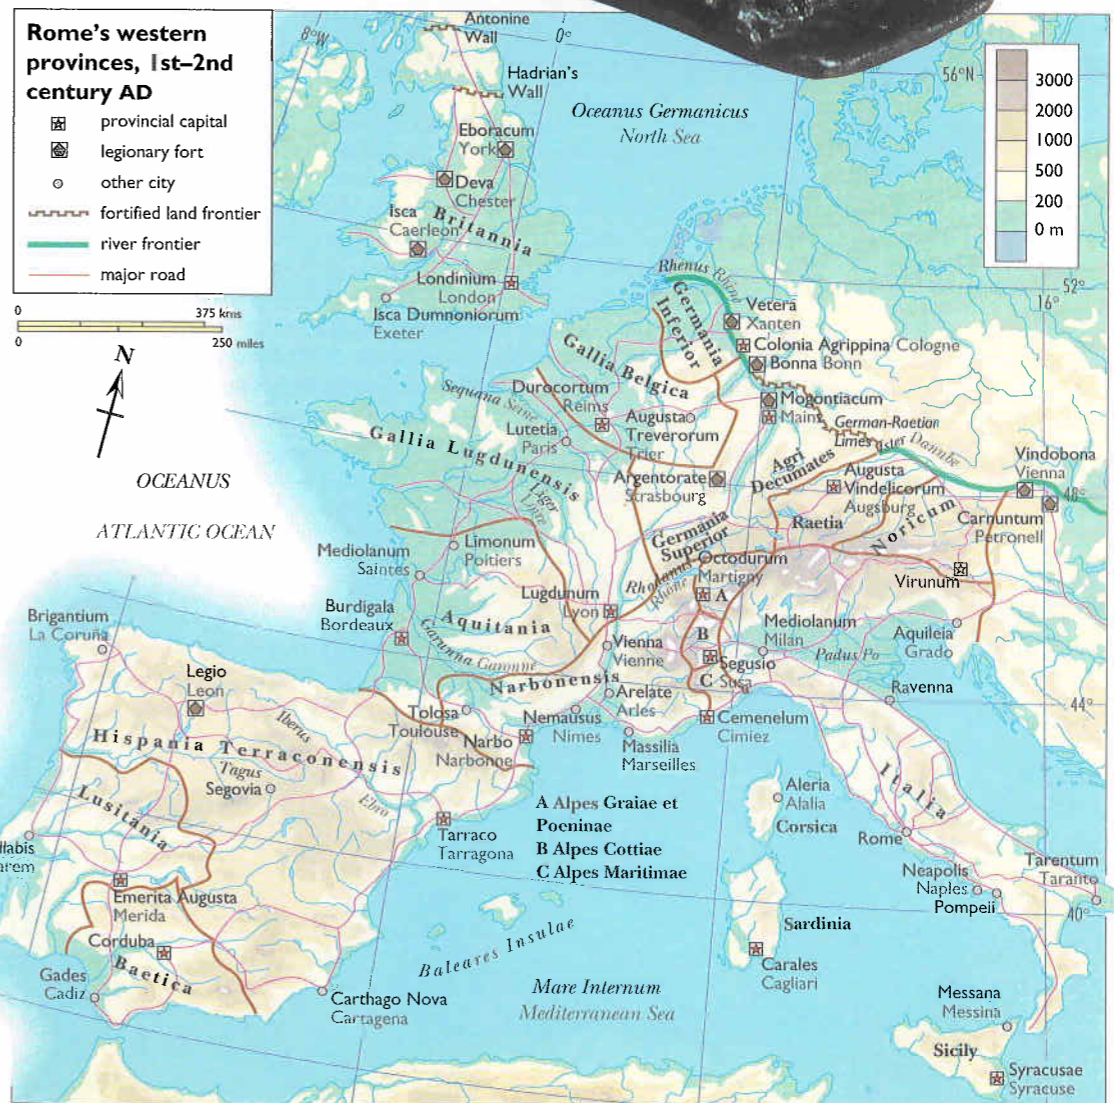 Rome's western
provinces, 1st–2nd
century AD
provincial capital
legionary fort
other city
fortified land frontier
river frontier
major road
0 375 kms
0 250 miles
N
8°W
0°
56°N
52°
16°
48°
44°
40°
3000
2000
1000
500
200
0 m
Antonine
Wall
Hadrian's
Wall
Oceanus Germanicus
North Sea
Eboracum
York
Deva
Chester
Isca
Caerleon
Britannia
Londinium
London
Isca Dumnoniorum
Exeter
Rhenus Rhine
Germania
Inferior
Vetera
Xanten
Colonia Agrippina Cologne
Bonna Bonn
Gallia Belgica
Mogontiacum
Mainz
Durocortum
Reims
Sequana Seine
Augusta
Treverorum
Trier
Lutetia
Paris
German-Raetian
Limes
Ister Danube
Gallia Lugdunensis
Agri
Decumates
Vindobona
Vienna
Argentorate
Strasbourg
Augusta
Vindelicorum
Augsburg
Carnuntum
Petronell
OCEANUS
ATLANTIC OCEAN
Liger
Loire
Raetia
Noricum
Germania
Superior
Limonum
Poitiers
Mediolanum
Saintes
Octodurum
Martigny
Virunum
Rhodanus
Rhône
A
Lugdunum
Lyon
Burdigala
Bordeaux
Aquitania
Brigantium
La Coruña
B
Mediolanum
Milan
Aquileia
Grado
Garunna Garonne
Vienna
Vienne
Padus Po
Segusio
Susa
Legio
Leon
Narbonensis
C
Arelate
Arles
Ravenna
Tolosa
Toulouse
Nemausus
Nimes
Cemenelum
Cimiez
Iberus
Narbo
Narbonne
Massilia
Marseilles
Hispania Terraconensis
Tagus
Segovia
Ebro
Italia
Aleria
Alalia
Corsica
Lusitania
A Alpes Graiae et
Poeninae
B Alpes Cottiae
C Alpes Maritimae
Tarraco
Tarragona
Rome
Neapolis
Naples
Pompeii
Tarentum
Taranto
Emerita Augusta
Merida
Corduba
Baetica
Sardinia
Baleares Insulae
Carales
Cagliari
Gades
Cadiz
Carthago Nova
Cartagena
Mare Internum
Mediterranean Sea
Messana
Messina
Sicily
Syracusae
Syracuse